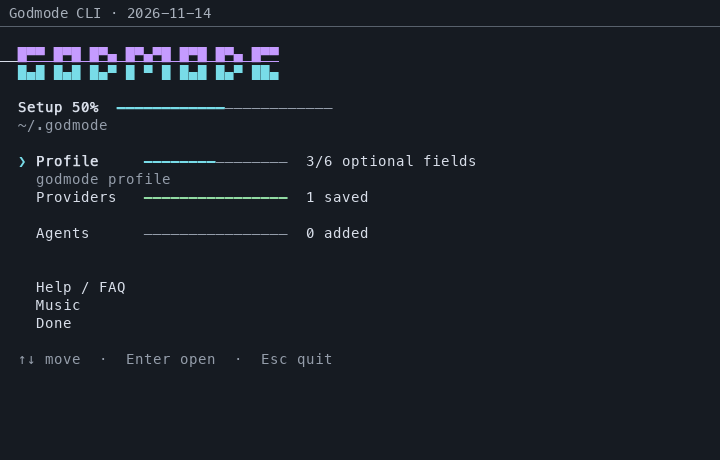 Godmode CLI · 2026-11-14
GODMODE
Setup 50%
~/.godmode
❯ Profile 3/6 optional fields
godmode profile
Providers 1 saved
Agents 0 added
Help / FAQ
Music
Done
↑↓ move · Enter open · Esc quit